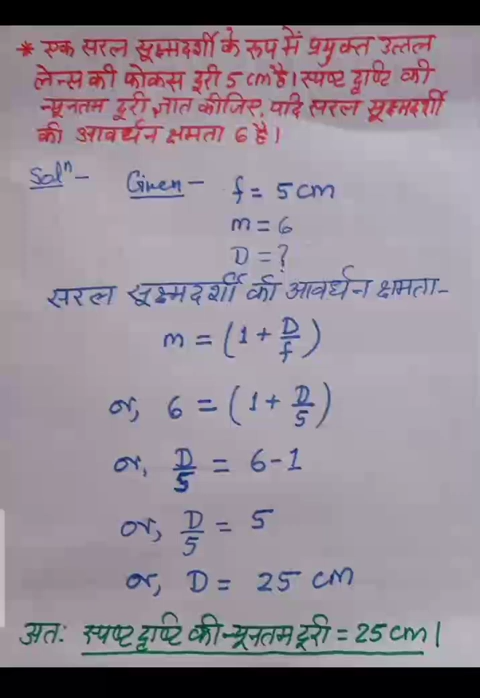 * एक सरल सूक्ष्मदर्शी के रूप में प्रयुक्त उत्तल
लेन्स की फोकस दूरी 5 cm है। स्पष्ट दृष्टि की
न्यूनतम दूरी ज्ञात कीजिए, यदि सरल सूक्ष्मदर्शी
की आवर्धन क्षमता 6 है।
Solⁿ - Given - f = 5 cm
m = 6
D = ?
सरल सूक्ष्मदर्शी की आवर्धन क्षमता-
m = (1 + D/f)
or, 6 = (1 + D/5)
or, D/5 = 6-1
or, D/5 = 5
or, D = 25 cm
अतः स्पष्ट दृष्टि की न्यूनतम दूरी = 25 cm।